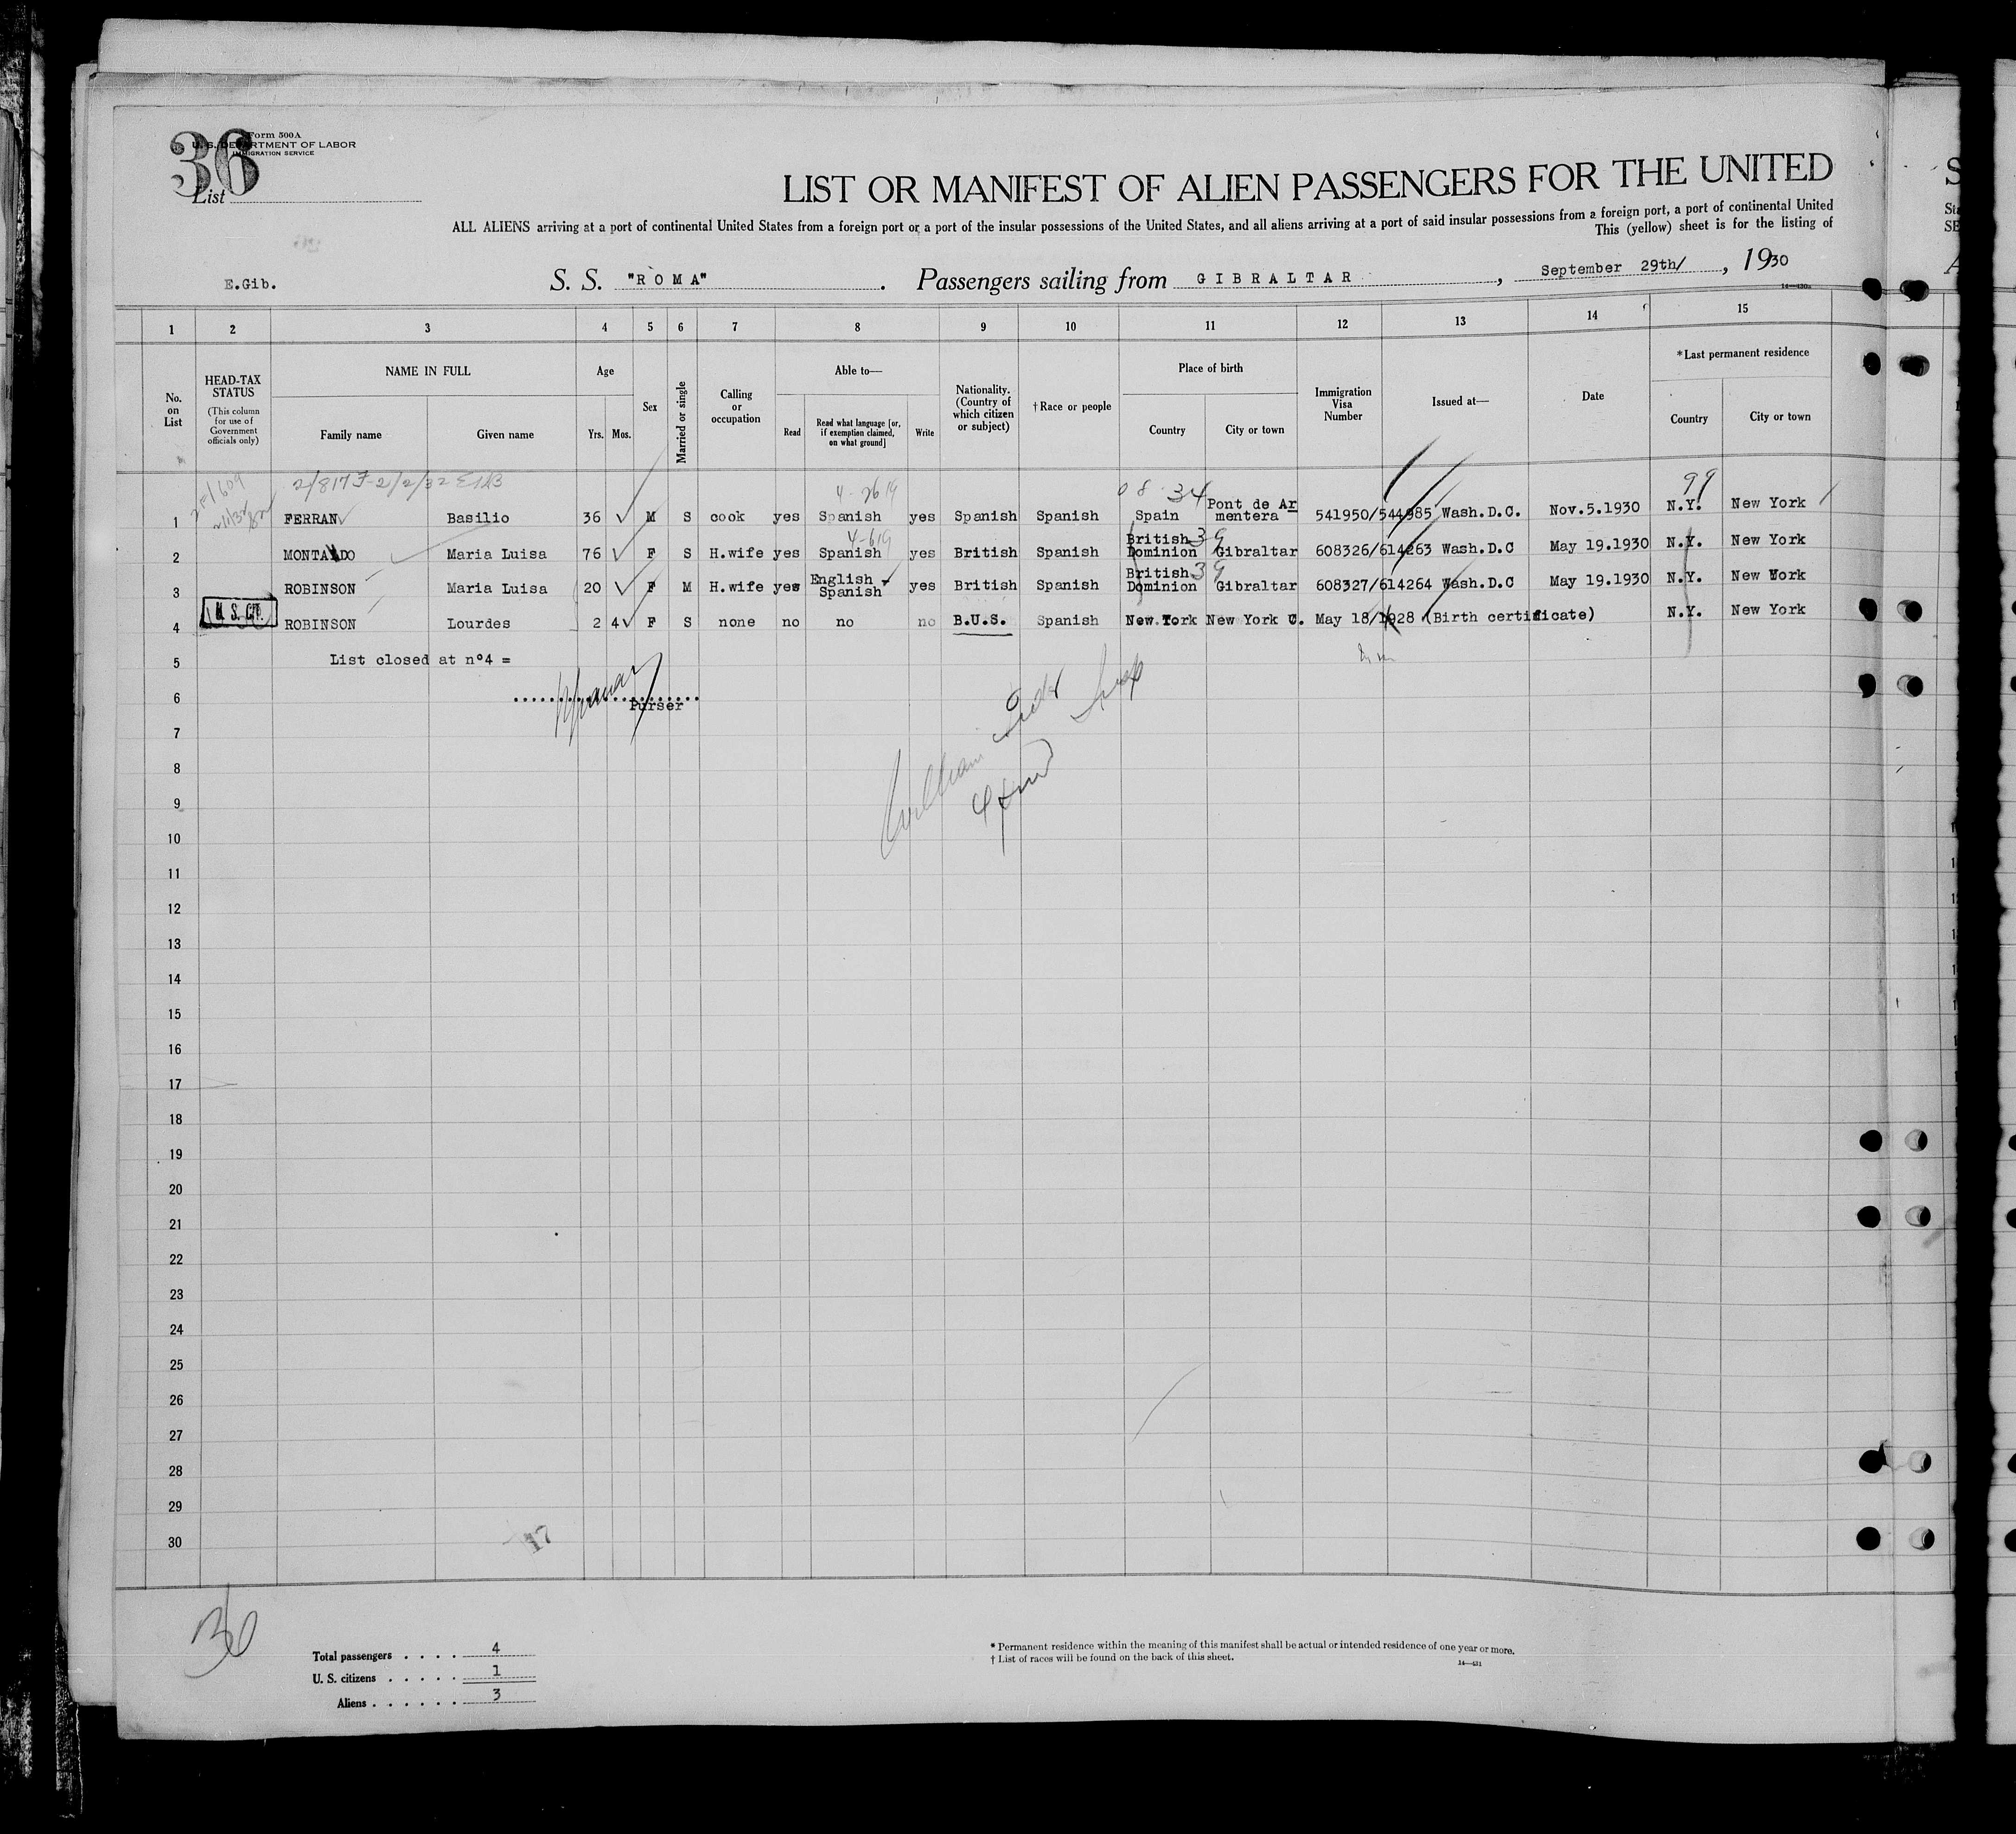 36
Form 500A
U. S. DEPARTMENT OF LABOR
IMMIGRATION SERVICE
List
LIST OR MANIFEST OF ALIEN PASSENGERS FOR THE UNITED
ALL ALIENS arriving at a port of continental United States from a foreign port or a port of the insular possessions of the United States, and all aliens arriving at a port of said insular possessions from a foreign port, a port of continental United
This (yellow) sheet is for the listing of
E.Gib. S. S. "ROMA" . Passengers sailing from GIBRALTAR , September 29th/ , 1930
1 2 3 4 5 6 7 8 9 10 11 12 13 14 15
No. on List
HEAD-TAX STATUS
(This column for use of Government officials only)
NAME IN FULL
Family name Given name
Age
Yrs. Mos.
Sex
Married or single
Calling or occupation
Able to—
Read
Read what language [or, if exemption claimed, on what ground]
Write
Nationality. (Country of which citizen or subject)
†Race or people
Place of birth
Country City or town
Immigration Visa Number
Issued at—
Date
*Last permanent residence
Country City or town
99
1 FERRAN Basilio 36 M S cook yes Spanish yes Spanish Spanish Spain Pont de Armentera 541950/544985 Wash.D.C. Nov.5.1930 N.Y. New York
2 MONTADO Maria Luisa 76 F S H.wife yes Spanish yes British Spanish British Dominion 39 Gibraltar 608326/614263 Wash.D.C May 19.1930 N.Y. New York
3 ROBINSON Maria Luisa 20 F M H.wife yes English Spanish yes British Spanish British Dominion 39 Gibraltar 608327/614264 Wash.D.C May 19.1930 N.Y. New York
4 U.S. CIT. ROBINSON Lourdes 2 4 F S none no no no B.U.S. Spanish New York New York C. May 18/1928 (Birth certificate) N.Y. New York
5 List closed at nº4 =
6
Purser
7
8
William
9
10
11
12
13
14
15
16
17
18
19
20
21
22
23
24
25
26
27
28
29
30
17
36
Total passengers . . . . 4
U. S. citizens . . . . . 1
Aliens . . . . . . 3
* Permanent residence within the meaning of this manifest shall be actual or intended residence of one year or more.
† List of races will be found on the back of this sheet.
14—431